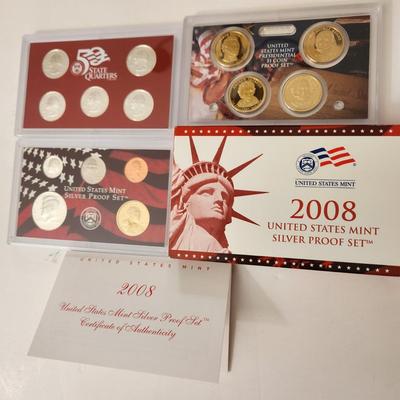 50
STATE
QUARTERS
UNITED
STATES MINT
PRESIDENTIAL
$1 COIN
PROOF SET™
UNITED STATES MINT
SILVER PROOF SET™
UNITED STATES MINT
2008
UNITED STATES MINT
SILVER PROOF SET™
UNITED STATES MINT
2008
United States Mint Silver Proof Set™
Certificate of Authenticity